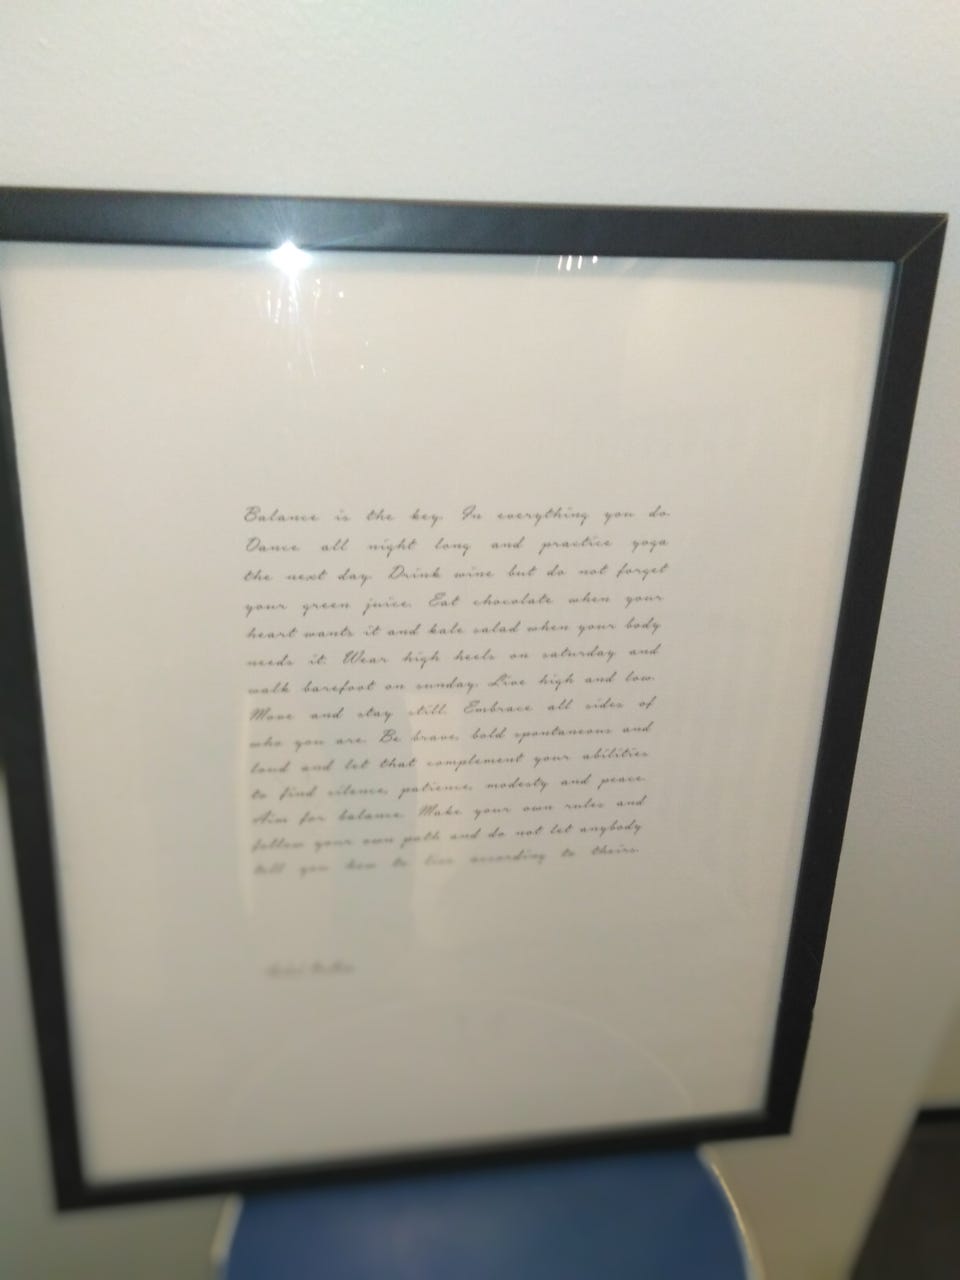 Balance is the key. In everything you do.
Dance all night long and practice yoga
the next day. Drink wine but do not forget
your green juice. Eat chocolate when your
heart wants it and kale salad when your body
needs it. Wear high heels on saturday and
walk barefoot on sunday. Live high and low.
Move and stay still. Embrace all sides of
who you are. Be brave, bold spontaneous and
loud and let that complement your abilities
to find silence, patience, modesty and peace.
Aim for balance. Make your own rules and
follow your own path and do not let anybody
tell you how to live according to theirs.